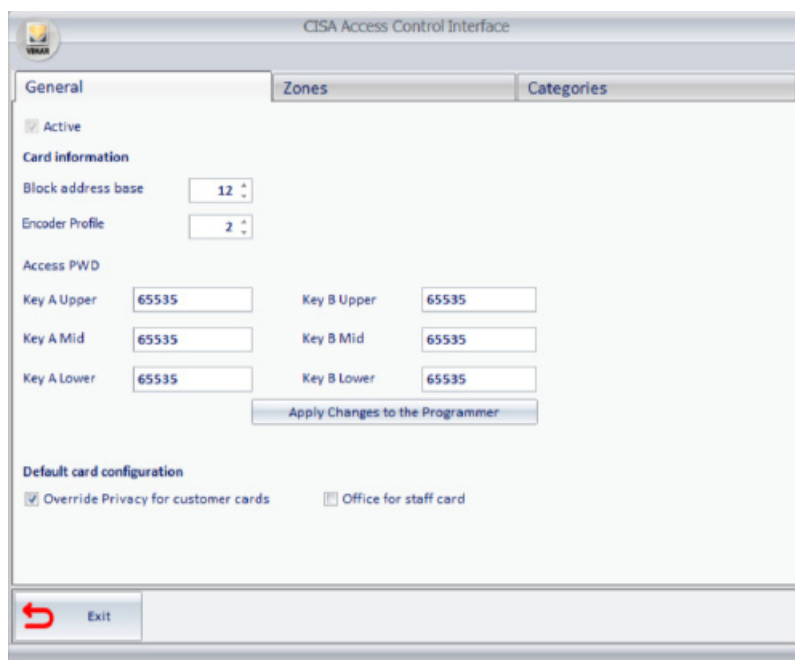 CISA Access Control Interface
VIMAR
General Zones Categories
Active
Card information
Block address base 12
Encoder Profile 2
Access PWD
Key A Upper 65535 Key B Upper 65535
Key A Mid 65535 Key B Mid 65535
Key A Lower 65535 Key B Lower 65535
Apply Changes to the Programmer
Default card configuration
Override Privacy for customer cards Office for staff card
Exit